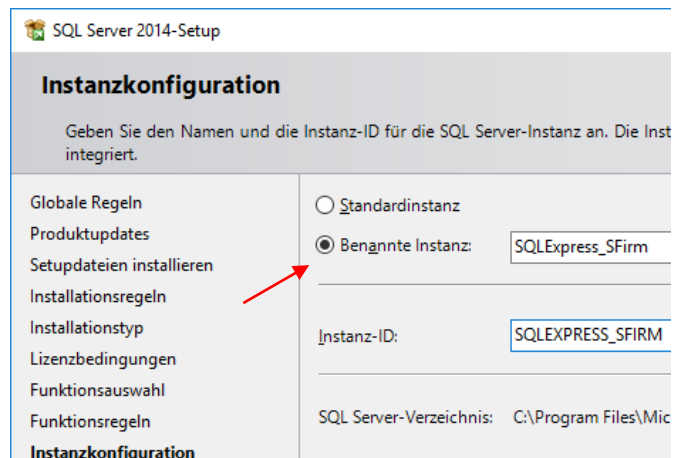 SQL Server 2014-Setup
Instanzkonfiguration
Geben Sie den Namen und die Instanz-ID für die SQL Server-Instanz an. Die Inst
integriert.
Globale Regeln
Produktupdates
Setupdateien installieren
Installationsregeln
Installationstyp
Lizenzbedingungen
Funktionsauswahl
Funktionsregeln
Instanzkonfiguration
Standardinstanz
Benannte Instanz: SQLExpress_SFirm
Instanz-ID: SQLEXPRESS_SFIRM
SQL Server-Verzeichnis: C:\Program Files\Mic